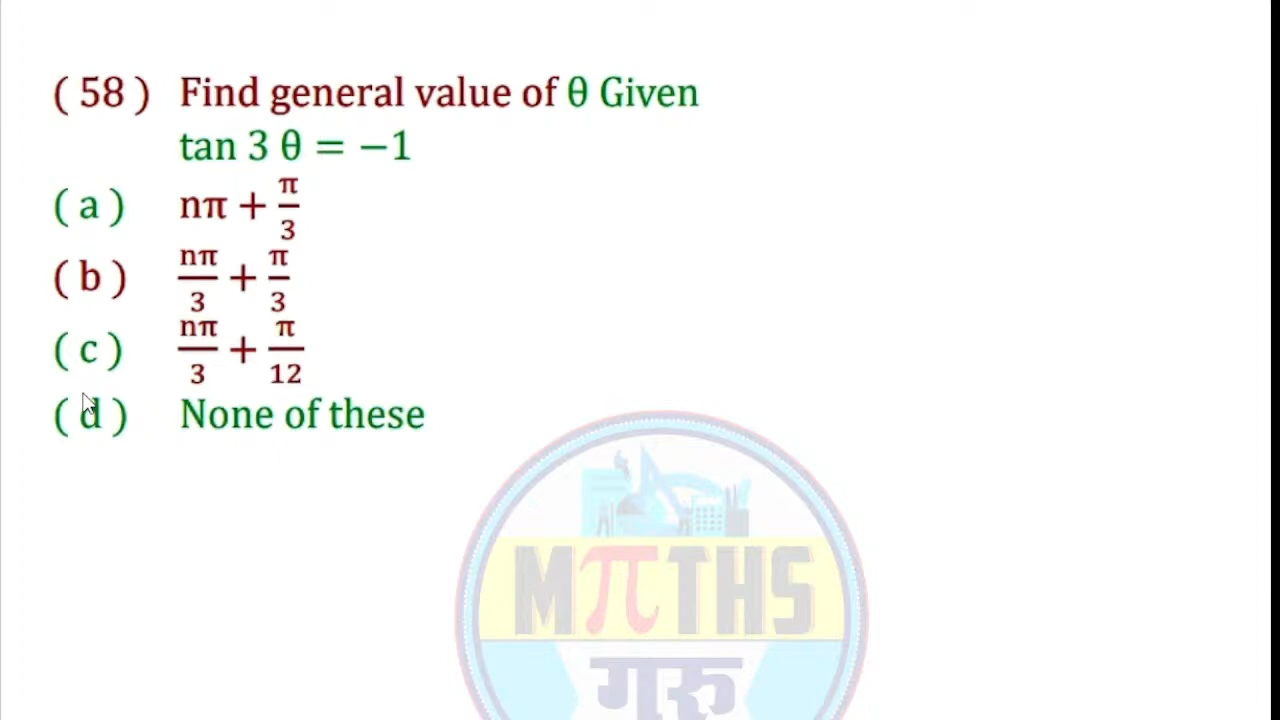 ( 58 ) Find general value of θ Given
tan 3 θ = −1
( a ) nπ + π/3
( b ) nπ/3 + π/3
( c ) nπ/3 + π/12
( d ) None of these
MπTHS
गुरु